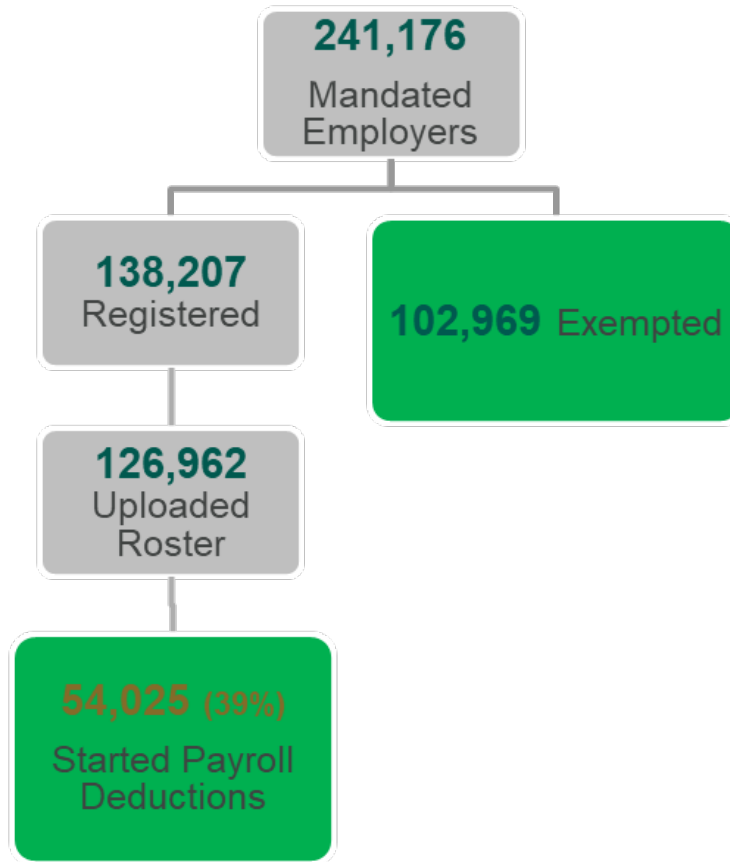 241,176
Mandated
Employers
138,207
Registered
102,969 Exempted
126,962
Uploaded
Roster
54,025 (39%)
Started Payroll
Deductions